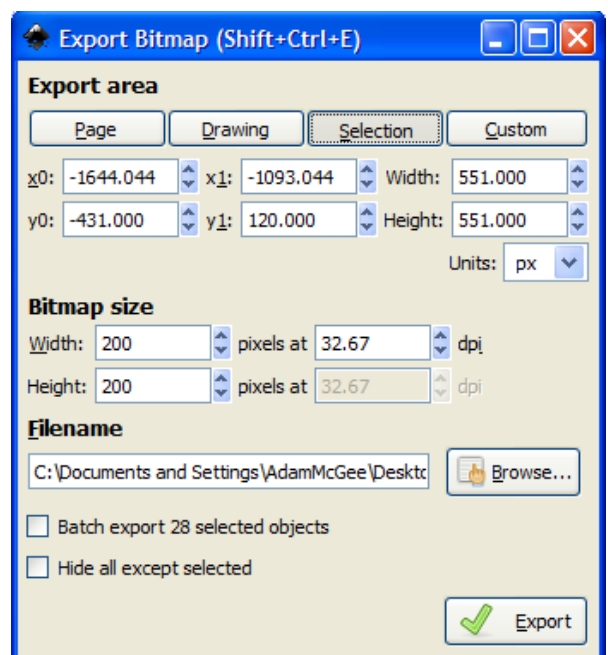 Export Bitmap (Shift+Ctrl+E)
Export area
Page Drawing Selection Custom
x0: -1644.044 x1: -1093.044 Width: 551.000
y0: -431.000 y1: 120.000 Height: 551.000
Units: px
Bitmap size
Width: 200 pixels at 32.67 dpi
Height: 200 pixels at 32.67 dpi
Filename
C:\Documents and Settings\AdamMcGee\Deskto Browse...
Batch export 28 selected objects
Hide all except selected
Export